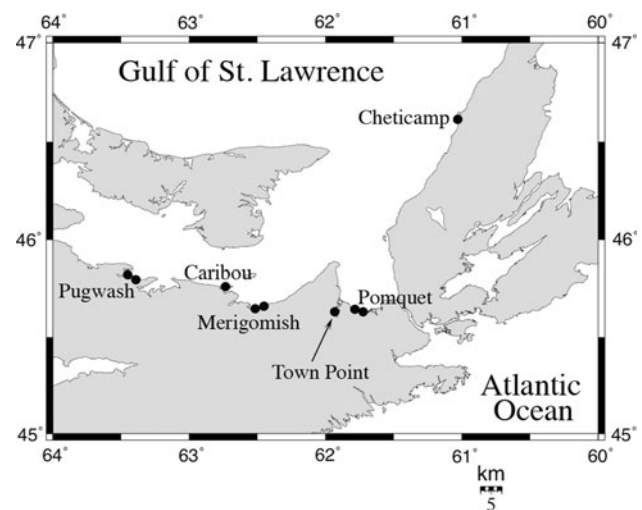 64˚ 63 62 61 60
47˚ 47˚
Gulf of St. Lawrence
Cheticamp
46˚ 46˚
Caribou
Pugwash
Pomquet
Merigomish
Town Point
Atlantic
Ocean
45˚ 45˚
64˚ 63 62 61 60
km
5